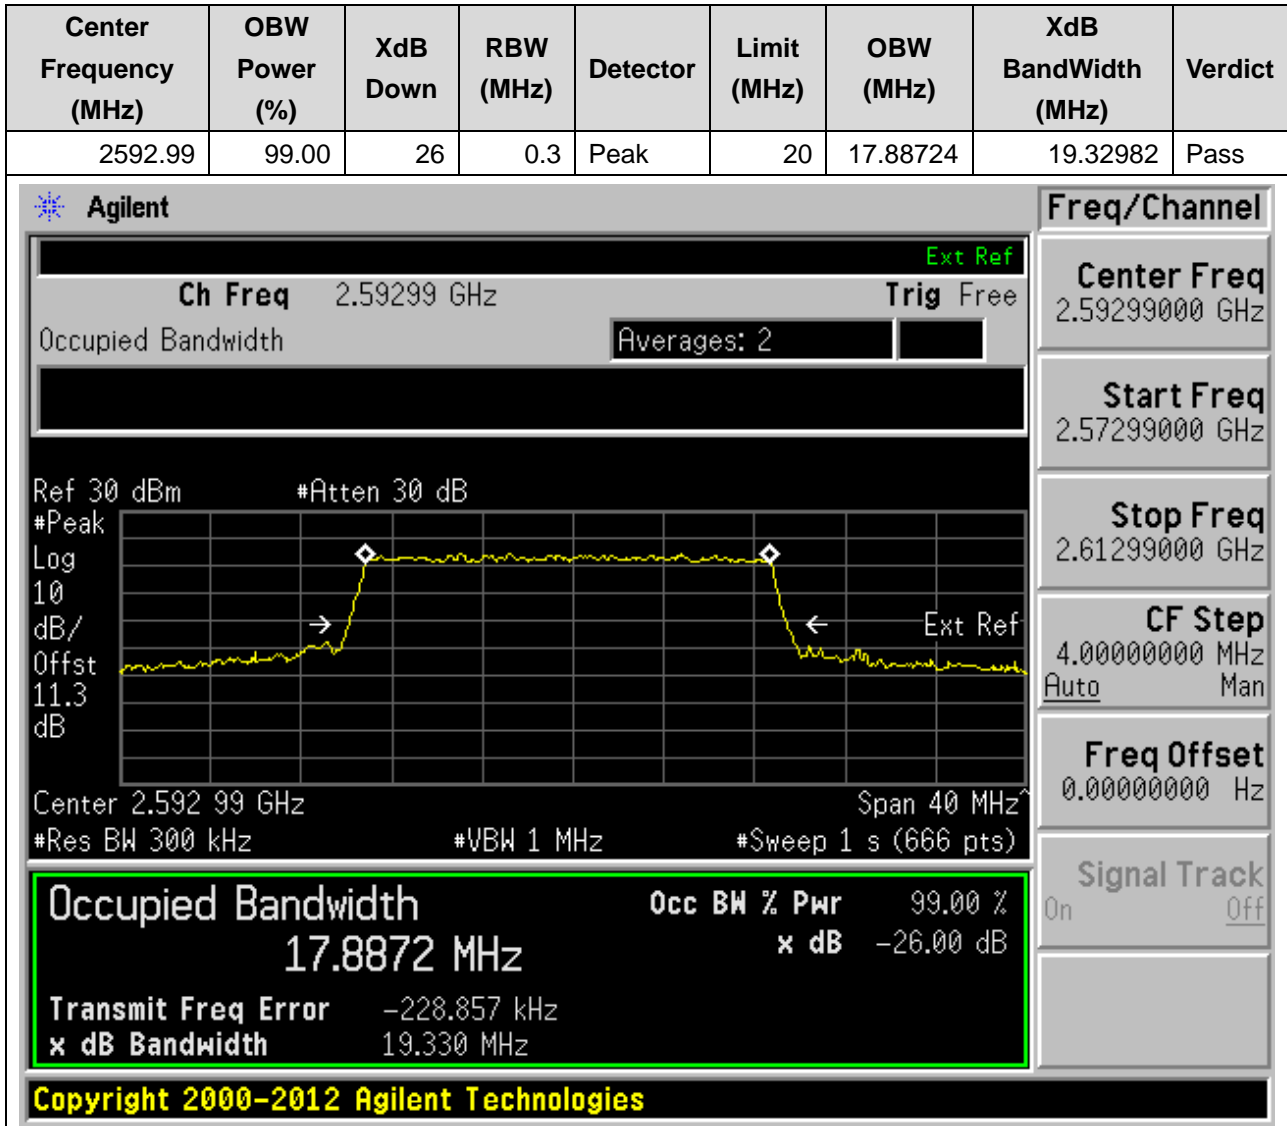 Center Frequency (MHz) OBW Power (%) XdB Down RBW (MHz) Detector Limit (MHz) OBW (MHz) XdB BandWidth (MHz) Verdict
2592.99 99.00 26 0.3 Peak 20 17.88724 19.32982 Pass
Agilent
Freq/Channel
Ext Ref
Ch Freq 2.59299 GHz Trig Free
Occupied Bandwidth Averages: 2
Center Freq
2.59299000 GHz
Start Freq
2.57299000 GHz
Stop Freq
2.61299000 GHz
CF Step
4.00000000 MHz
Auto Man
Freq Offset
0.00000000 Hz
Signal Track
On Off
Ref 30 dBm #Atten 30 dB
#Peak
Log
10
dB/
Offst
11.3
dB
Ext Ref
Center 2.592 99 GHz Span 40 MHz^
#Res BW 300 kHz #VBW 1 MHz #Sweep 1 s (666 pts)
Occupied Bandwidth Occ BW % Pwr 99.00 %
17.8872 MHz x dB -26.00 dB
Transmit Freq Error -228.857 kHz
x dB Bandwidth 19.330 MHz
Copyright 2000-2012 Agilent Technologies